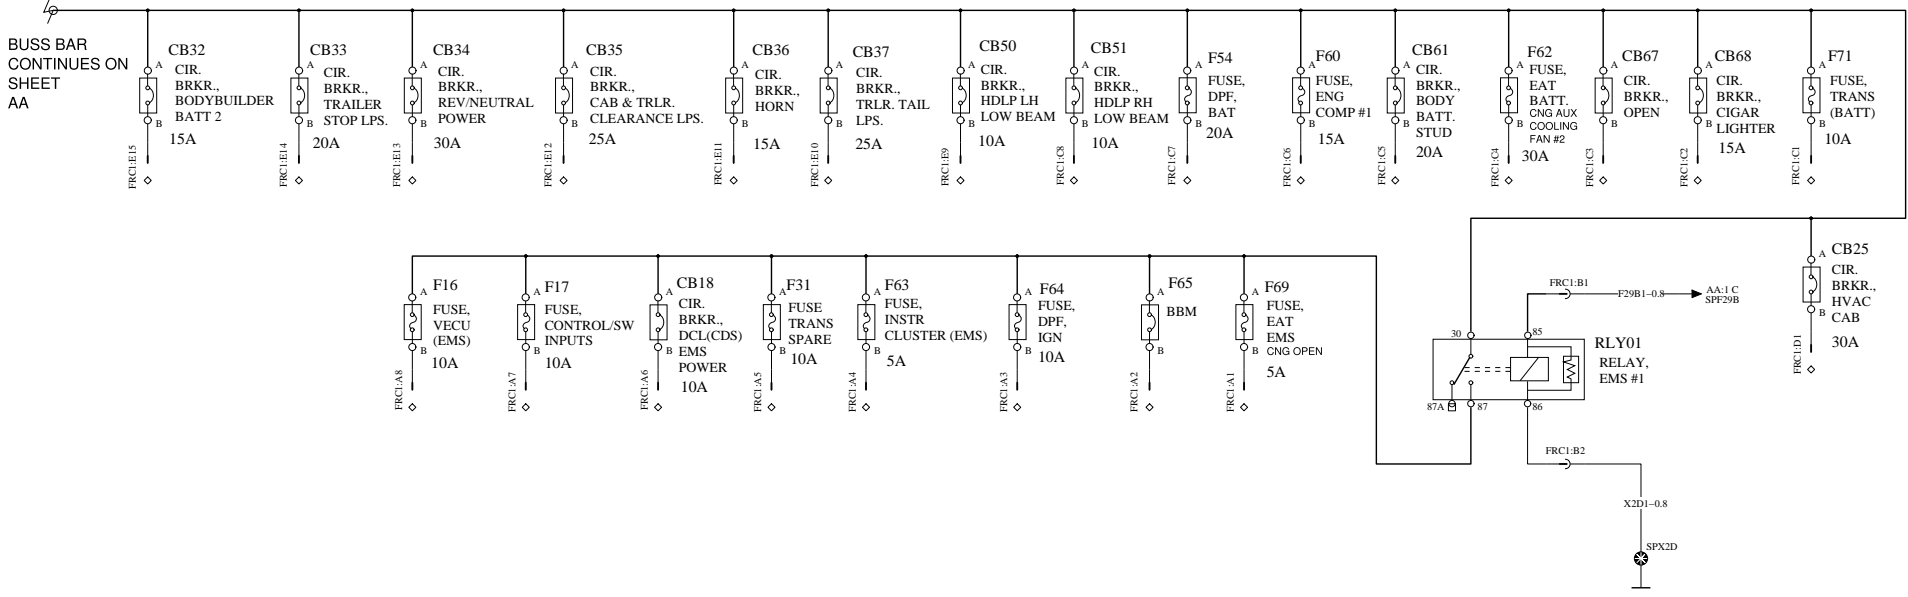 BUSS BAR
CONTINUES ON
SHEET
AA
CB32
A
CIR.
BRKR.,
BODYBUILDER
BATT 2
B
15A
FRC1:E15
CB33
A
CIR.
BRKR.,
TRAILER
STOP LPS.
B
20A
FRC1:E14
CB34
A
CIR.
BRKR.,
REV/NEUTRAL
POWER
B
30A
FRC1:E13
CB35
A
CIR.
BRKR.,
CAB & TRLR.
CLEARANCE LPS.
B
25A
FRC1:E12
CB36
A
CIR.
BRKR.,
HORN
B
15A
FRC1:E11
CB37
A
CIR.
BRKR.,
TRLR. TAIL
LPS.
B
25A
FRC1:E10
CB50
A
CIR.
BRKR.,
HDLP LH
LOW BEAM
B
10A
FRC1:E9
CB51
A
CIR.
BRKR.,
HDLP RH
LOW BEAM
B
10A
FRC1:C8
F54
A
FUSE,
DPF,
BAT
B
20A
FRC1:C7
F60
A
FUSE,
ENG
COMP #1
B
15A
FRC1:C6
CB61
A
CIR.
BRKR.,
BODY
BATT.
STUD
B
20A
FRC1:C5
F62
A
FUSE,
EAT
BATT.
CNG AUX
COOLING
FAN #2
B
30A
FRC1:C4
CB67
A
CIR.
BRKR.,
OPEN
B
FRC1:C3
CB68
A
CIR.
BRKR.,
CIGAR
LIGHTER
B
15A
FRC1:C2
F71
A
FUSE,
TRANS
(BATT)
B
10A
FRC1:C1
F16
A
FUSE,
VECU
(EMS)
B
10A
FRC1:A8
F17
A
FUSE,
CONTROL/SW
INPUTS
B
10A
FRC1:A7
CB18
A
CIR.
BRKR.,
DCL(CDS)
EMS
POWER
B
10A
FRC1:A6
F31
A
FUSE
TRANS
SPARE
B
10A
FRC1:A5
F63
A
FUSE,
INSTR
CLUSTER (EMS)
B
5A
FRC1:A4
F64
A
FUSE,
DPF,
IGN
B
10A
FRC1:A3
F65
A
BBM
B
FRC1:A2
F69
A
FUSE,
EAT
EMS
CNG OPEN
B
5A
FRC1:A1
FRC1:B1
F29B1-0.8
AA:1 C
SPF29B
30
85
RLY01
RELAY,
EMS #1
87A
87
86
FRC1:B2
X2D1-0.8
SPX2D
CB25
A
CIR.
BRKR.,
HVAC
CAB
B
30A
FRC1:D1